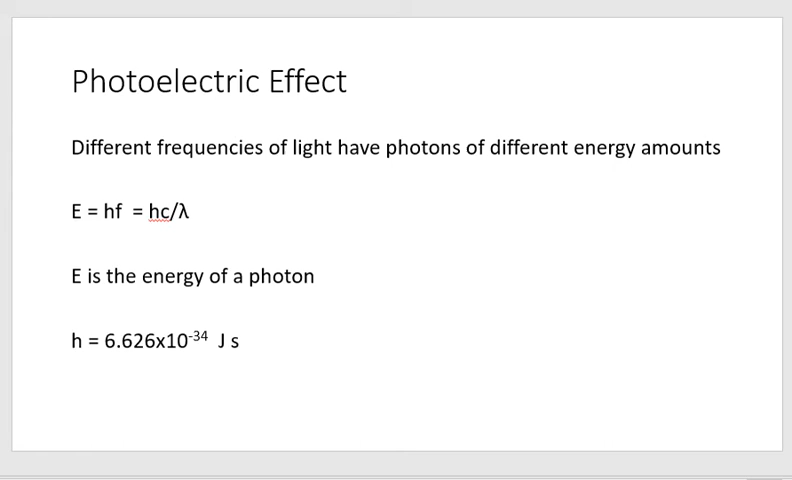 Photoelectric Effect
Different frequencies of light have photons of different energy amounts
E = hf  = hc/λ
E is the energy of a photon
h = 6.626x10⁻³⁴  J s